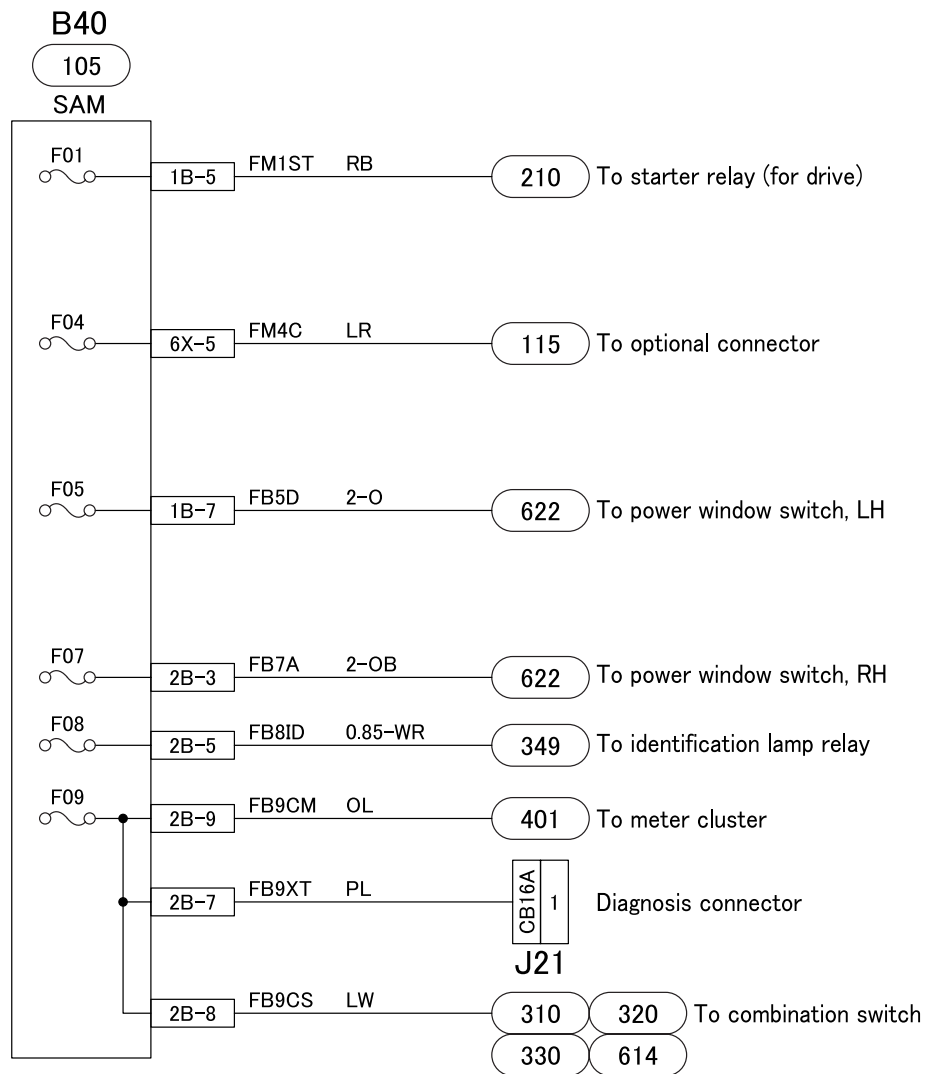 B40
105
SAM
F01 1B-5 FM1ST RB 210 To starter relay (for drive)
F04 6X-5 FM4C LR 115 To optional connector
F05 1B-7 FB5D 2-O 622 To power window switch, LH
F07 2B-3 FB7A 2-OB 622 To power window switch, RH
F08 2B-5 FB8ID 0.85-WR 349 To identification lamp relay
F09 2B-9 FB9CM OL 401 To meter cluster
2B-7 FB9XT PL CB16A 1 Diagnosis connector
J21
2B-8 FB9CS LW 310 320 To combination switch
330 614